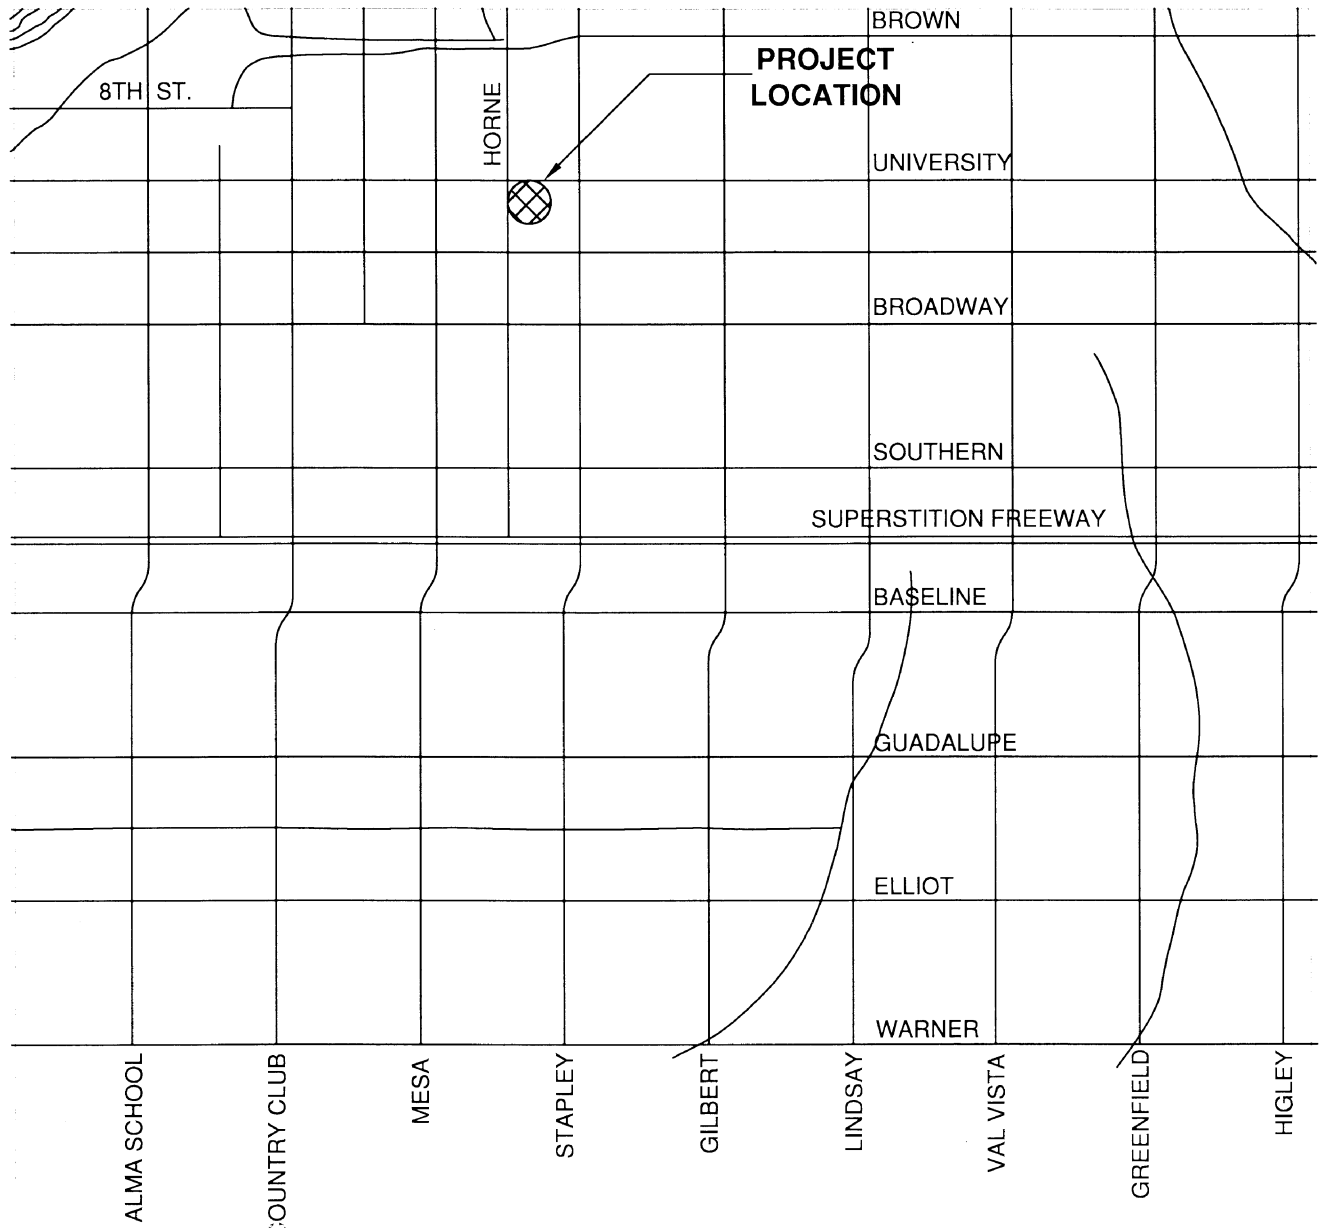 BROWN
PROJECT
LOCATION
8TH ST.
HORNE
UNIVERSITY
BROADWAY
SOUTHERN
SUPERSTITION FREEWAY
BASELINE
GUADALUPE
ELLIOT
WARNER
ALMA SCHOOL
COUNTRY CLUB
MESA
STAPLEY
GILBERT
LINDSAY
VAL VISTA
GREENFIELD
HIGLEY